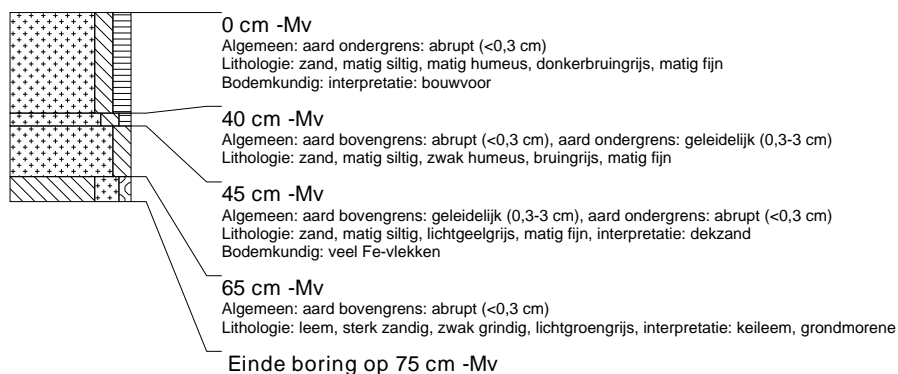 0 cm -Mv
Algemeen: aard ondergrens: abrupt (<0,3 cm)
Lithologie: zand, matig siltig, matig humeus, donkerbruingrijs, matig fijn
Bodemkundig: interpretatie: bouwvoor
40 cm -Mv
Algemeen: aard bovengrens: abrupt (<0,3 cm), aard ondergrens: geleidelijk (0,3-3 cm)
Lithologie: zand, matig siltig, zwak humeus, bruingrijs, matig fijn
45 cm -Mv
Algemeen: aard bovengrens: geleidelijk (0,3-3 cm), aard ondergrens: abrupt (<0,3 cm)
Lithologie: zand, matig siltig, lichtgeelgrijs, matig fijn, interpretatie: dekzand
Bodemkundig: veel Fe-vlekken
65 cm -Mv
Algemeen: aard bovengrens: abrupt (<0,3 cm)
Lithologie: leem, sterk zandig, zwak grindig, lichtgroengrijs, interpretatie: keileem, grondmorene
Einde boring op 75 cm -Mv